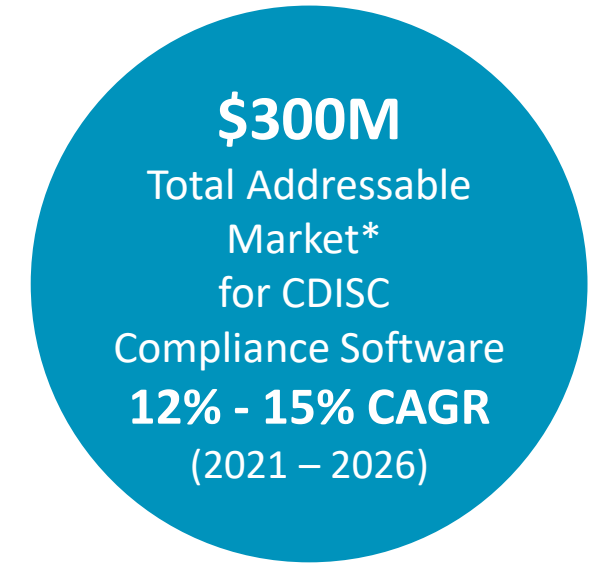 $300M
Total Addressable
Market*
for CDISC
Compliance Software
12% - 15% CAGR
(2021 – 2026)